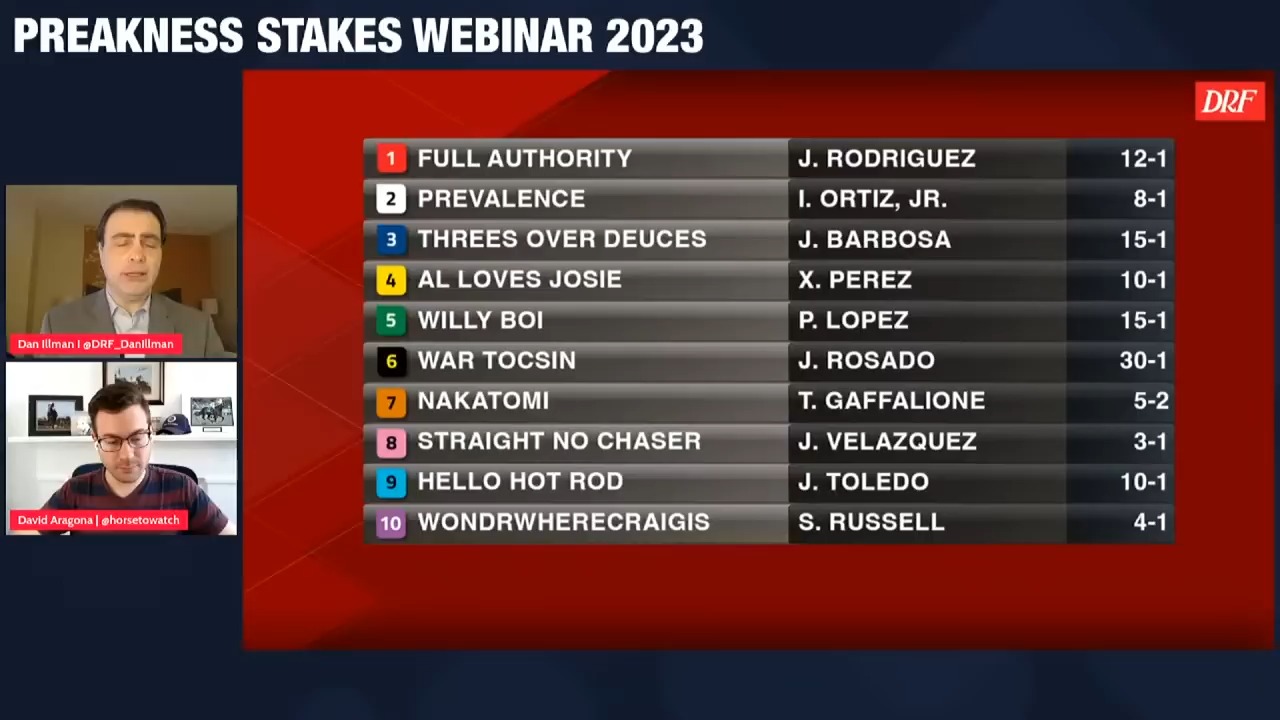 PREAKNESS STAKES WEBINAR 2023
DRF
1 FULL AUTHORITY J. RODRIGUEZ 12-1
2 PREVALENCE I. ORTIZ, JR. 8-1
3 THREES OVER DEUCES J. BARBOSA 15-1
4 AL LOVES JOSIE X. PEREZ 10-1
5 WILLY BOI P. LOPEZ 15-1
6 WAR TOCSIN J. ROSADO 30-1
7 NAKATOMI T. GAFFALIONE 5-2
8 STRAIGHT NO CHASER J. VELAZQUEZ 3-1
9 HELLO HOT ROD J. TOLEDO 10-1
10 WONDRWHERECRAIGIS S. RUSSELL 4-1
Dan Illman I @DRF_DanIllman
David Aragona | @horsetowatch